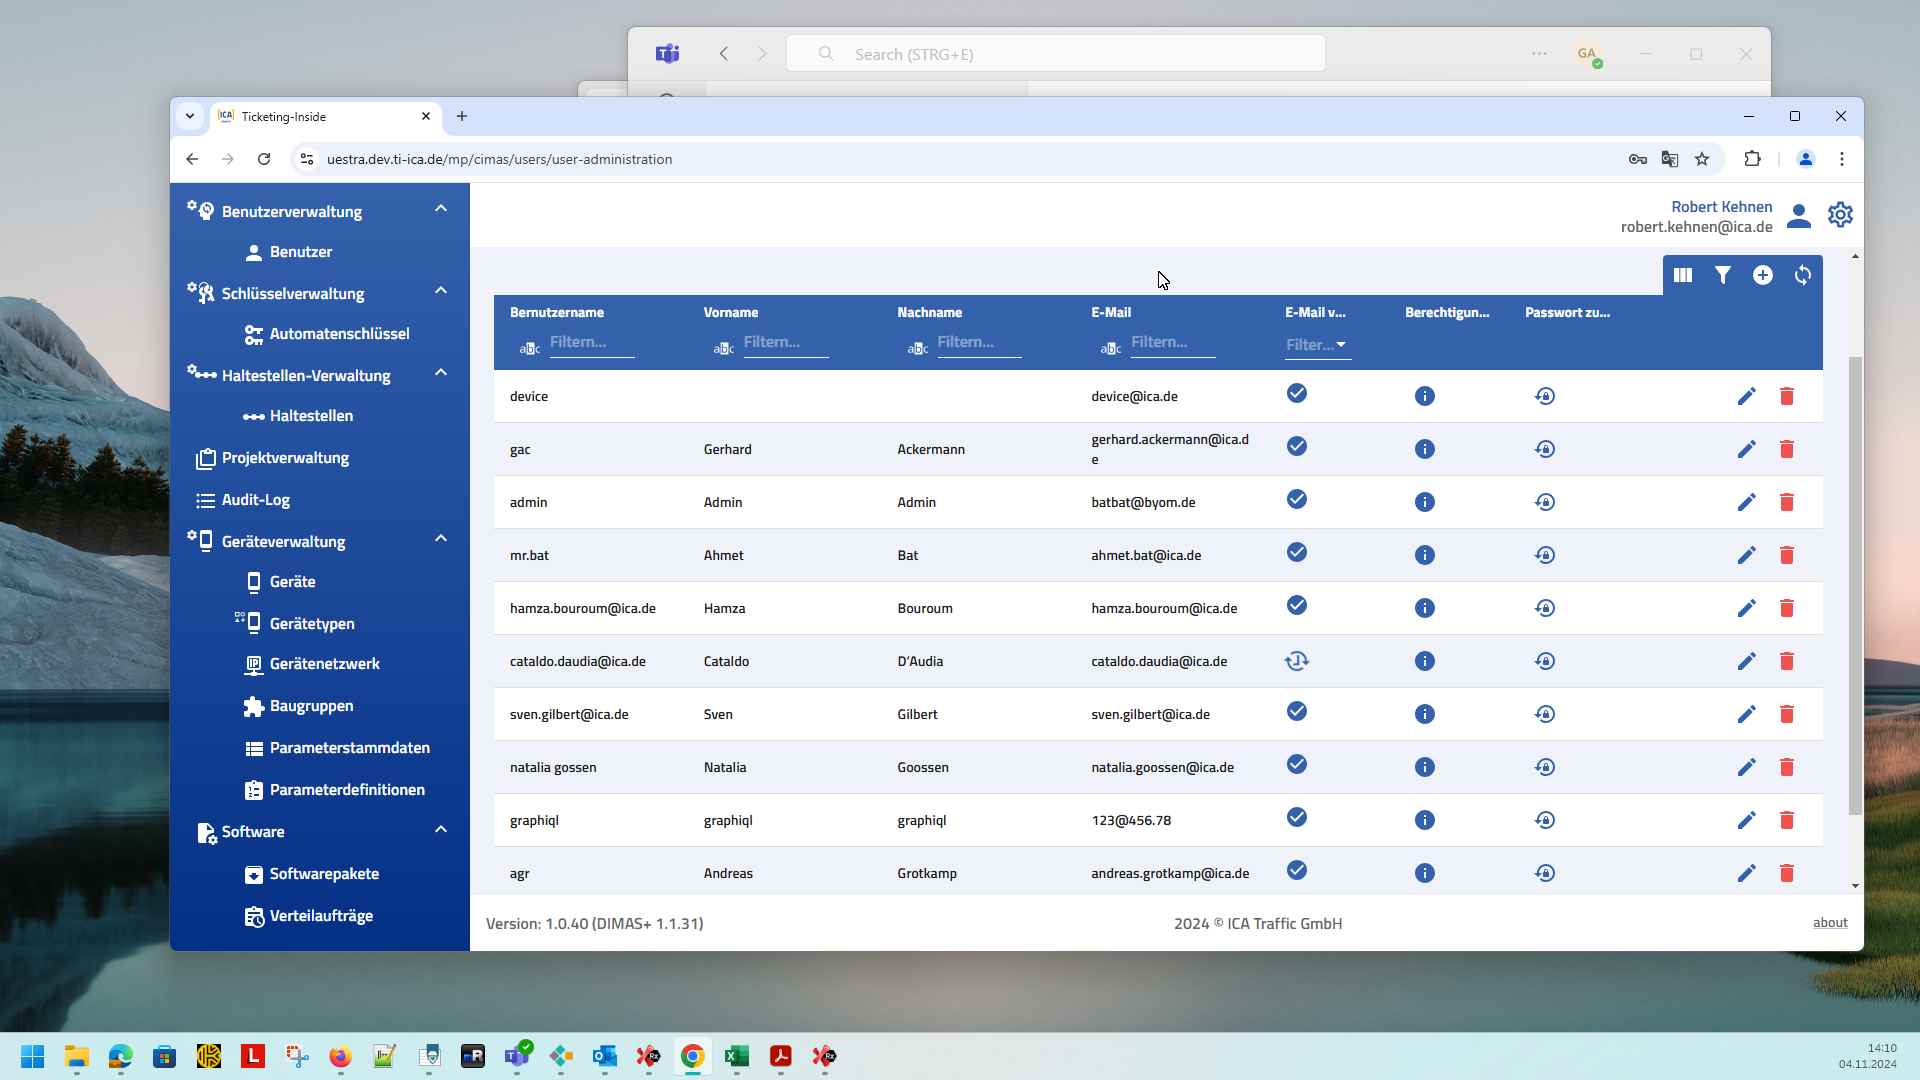 Search (STRG+E)
GA
Ticketing-Inside
uestra.dev.ti-ica.de/mp/cimas/users/user-administration
Benutzerverwaltung
Benutzer
Schlüsselverwaltung
Automatenschlüssel
Haltestellen-Verwaltung
Haltestellen
Projektverwaltung
Audit-Log
Geräteverwaltung
Geräte
Gerätetypen
Gerätenetzwerk
Baugruppen
Parameterstammdaten
Parameterdefinitionen
Software
Softwarepakete
Verteilaufträge
Robert Kehnen
robert.kehnen@ica.de
Bernutzername Vorname Nachname E-Mail E-Mail v... Berechtigun... Passwort zu...
Filtern... Filtern... Filtern... Filtern... Filter...
device device@ica.de
gac Gerhard Ackermann gerhard.ackermann@ica.d
e
admin Admin Admin batbat@byom.de
mr.bat Ahmet Bat ahmet.bat@ica.de
hamza.bouroum@ica.de Hamza Bouroum hamza.bouroum@ica.de
cataldo.daudia@ica.de Cataldo D'Audia cataldo.daudia@ica.de
sven.gilbert@ica.de Sven Gilbert sven.gilbert@ica.de
natalia gossen Natalia Goossen natalia.goossen@ica.de
graphiql graphiql graphiql 123@456.78
agr Andreas Grotkamp andreas.grotkamp@ica.de
Version: 1.0.40 (DIMAS+ 1.1.31) 2024 © ICA Traffic GmbH about
14:10
04.11.2024